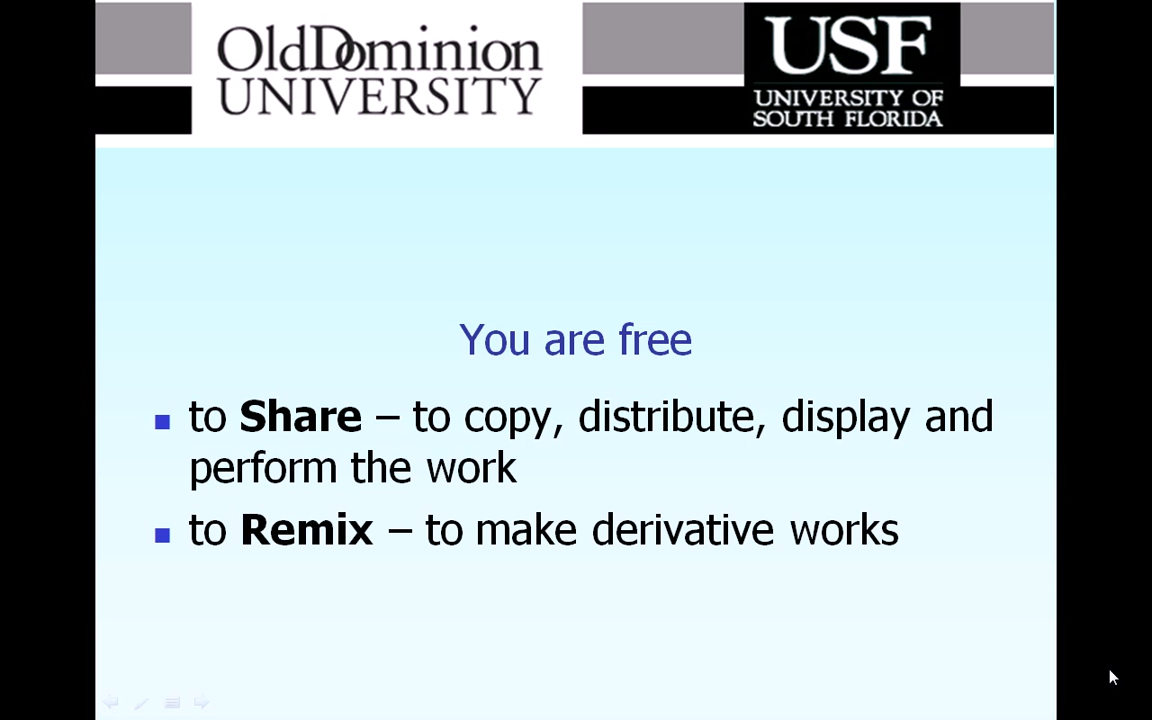 OldDominion
UNIVERSITY
USF
UNIVERSITY OF
SOUTH FLORIDA
You are free
to Share – to copy, distribute, display and
perform the work
to Remix – to make derivative works